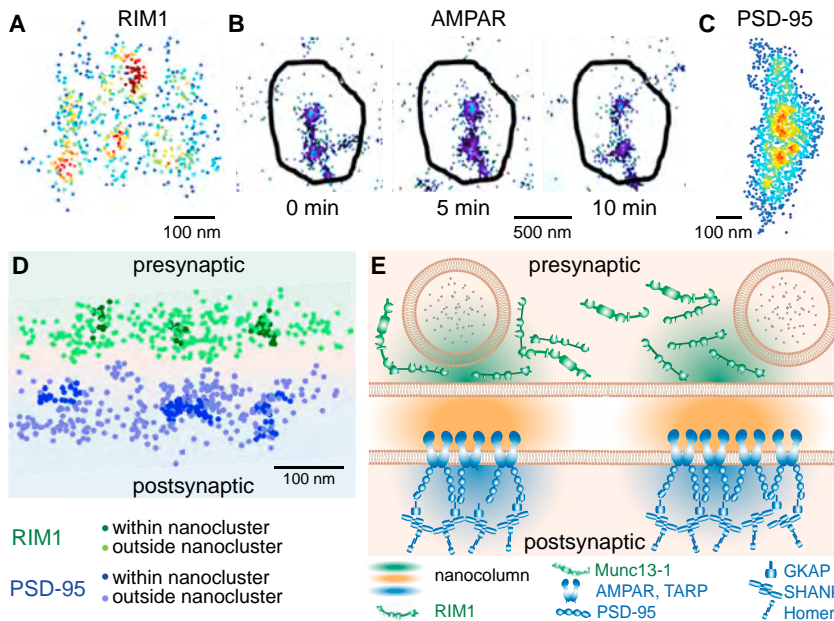 A
RIM1
100 nm
B
AMPAR
0 min
5 min
10 min
500 nm
C
PSD-95
100 nm
D
presynaptic
100 nm
postsynaptic
RIM1
within nanocluster
outside nanocluster
PSD-95
within nanocluster
outside nanocluster
E
presynaptic
postsynaptic
nanocolumn
RIM1
Munc13-1
AMPAR, TARP
PSD-95
GKAP
SHANK
Homer